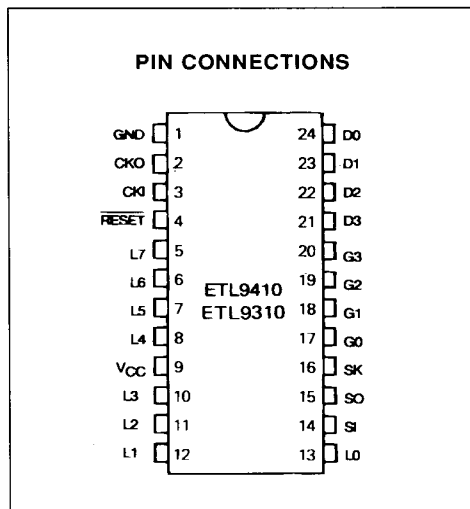 PIN CONNECTIONS
GND 1 24 D0
CKO 2 23 D1
CKI 3 22 D2
RESET 4 21 D3
L7 5 20 G3
L6 6 19 G2
ETL9410
L5 7 18 G1
ETL9310
L4 8 17 G0
VCC 9 16 SK
L3 10 15 SO
L2 11 14 SI
L1 12 13 L0